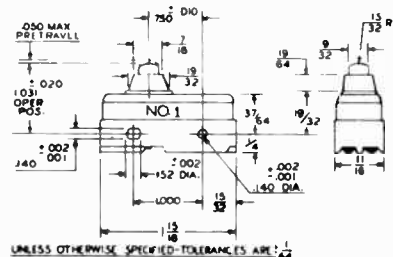 .750 ± .010
.050 MAX
PRETRAVEL
7/16
19/32
± .020
1.031
OPER
POS.
NO. 1
37/64
1/4
.140
± .002
.001
.152 DIA.
± .002
1.000
15/32
1 15/16
± .002
- .001
.140 DIA.
15/32 R
9/32
19/64
19/32
11/16
UNLESS OTHERWISE SPECIFIED-TOLERANCES ARE: ± 1/64